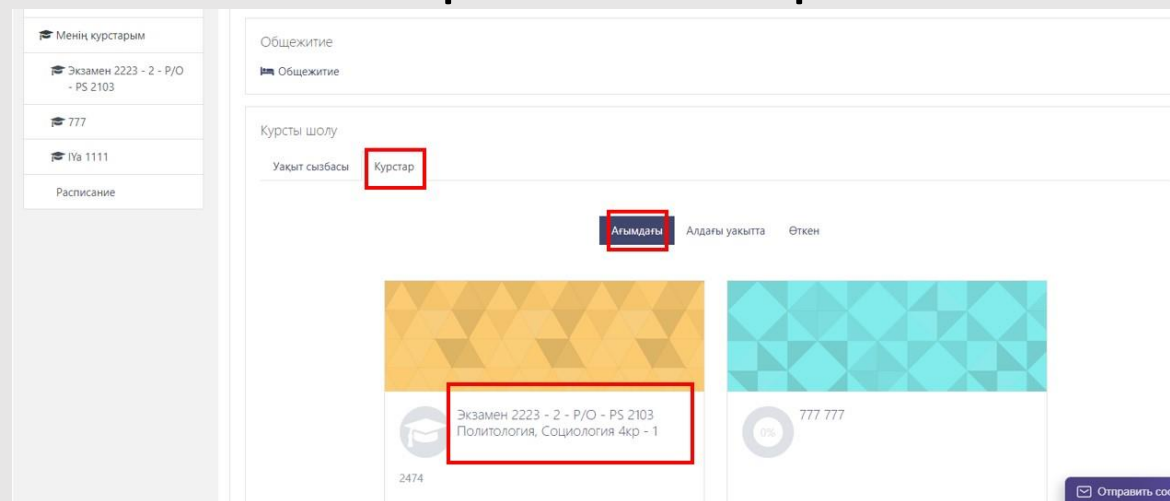 Менің курстарым
Экзамен 2223 - 2 - Р/О
- PS 2103
777
IYa 1111
Расписание
Общежитие
Общежитие
Курсты шолу
Уақыт сызбасы Курстар
Ағымдағы Алдағы уақытта Өткен
Экзамен 2223 - 2 - Р/О - PS 2103
Политология, Социология 4кр - 1
2474
0%
777 777
Отправить